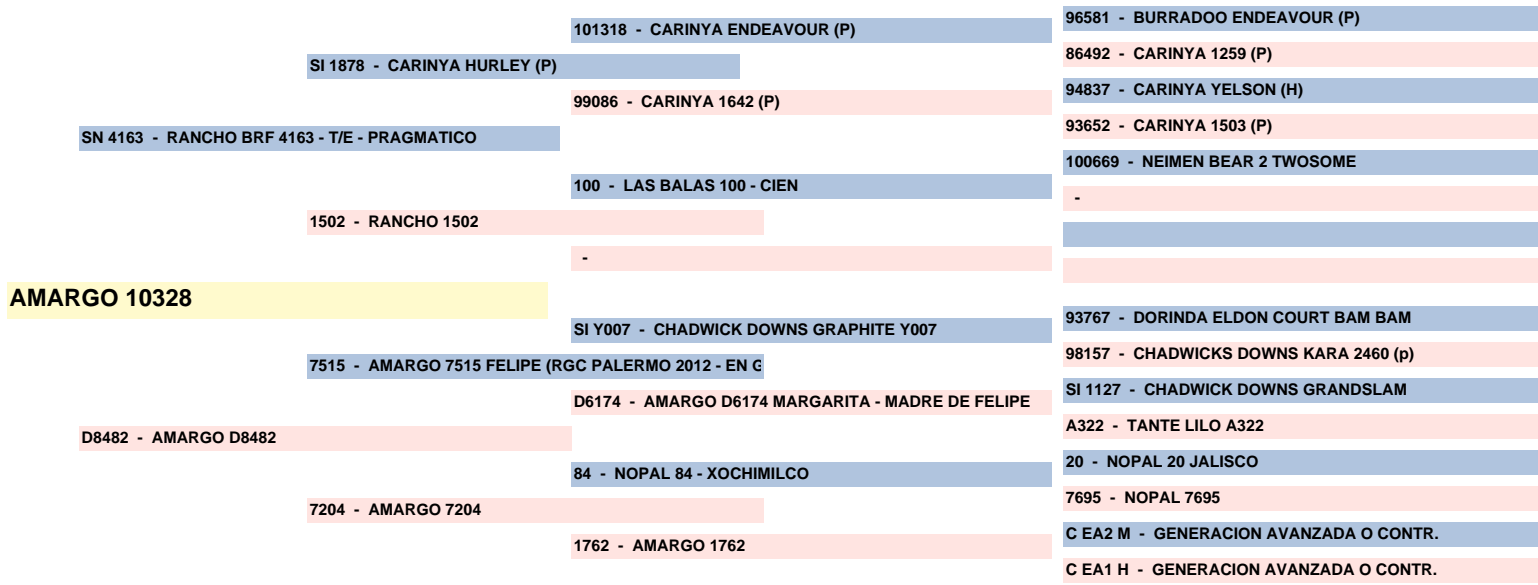 96581 - BURRADOO ENDEAVOUR (P)
101318 - CARINYA ENDEAVOUR (P)
86492 - CARINYA 1259 (P)
SI 1878 - CARINYA HURLEY (P)
94837 - CARINYA YELSON (H)
99086 - CARINYA 1642 (P)
93652 - CARINYA 1503 (P)
SN 4163 - RANCHO BRF 4163 - T/E - PRAGMATICO
100669 - NEIMEN BEAR 2 TWOSOME
100 - LAS BALAS 100 - CIEN
-
1502 - RANCHO 1502
-
AMARGO 10328
93767 - DORINDA ELDON COURT BAM BAM
SI Y007 - CHADWICK DOWNS GRAPHITE Y007
98157 - CHADWICKS DOWNS KARA 2460 (p)
7515 - AMARGO 7515 FELIPE (RGC PALERMO 2012 - EN G
SI 1127 - CHADWICK DOWNS GRANDSLAM
D6174 - AMARGO D6174 MARGARITA - MADRE DE FELIPE
A322 - TANTE LILO A322
D8482 - AMARGO D8482
20 - NOPAL 20 JALISCO
84 - NOPAL 84 - XOCHIMILCO
7695 - NOPAL 7695
7204 - AMARGO 7204
C EA2 M - GENERACION AVANZADA O CONTR.
1762 - AMARGO 1762
C EA1 H - GENERACION AVANZADA O CONTR.